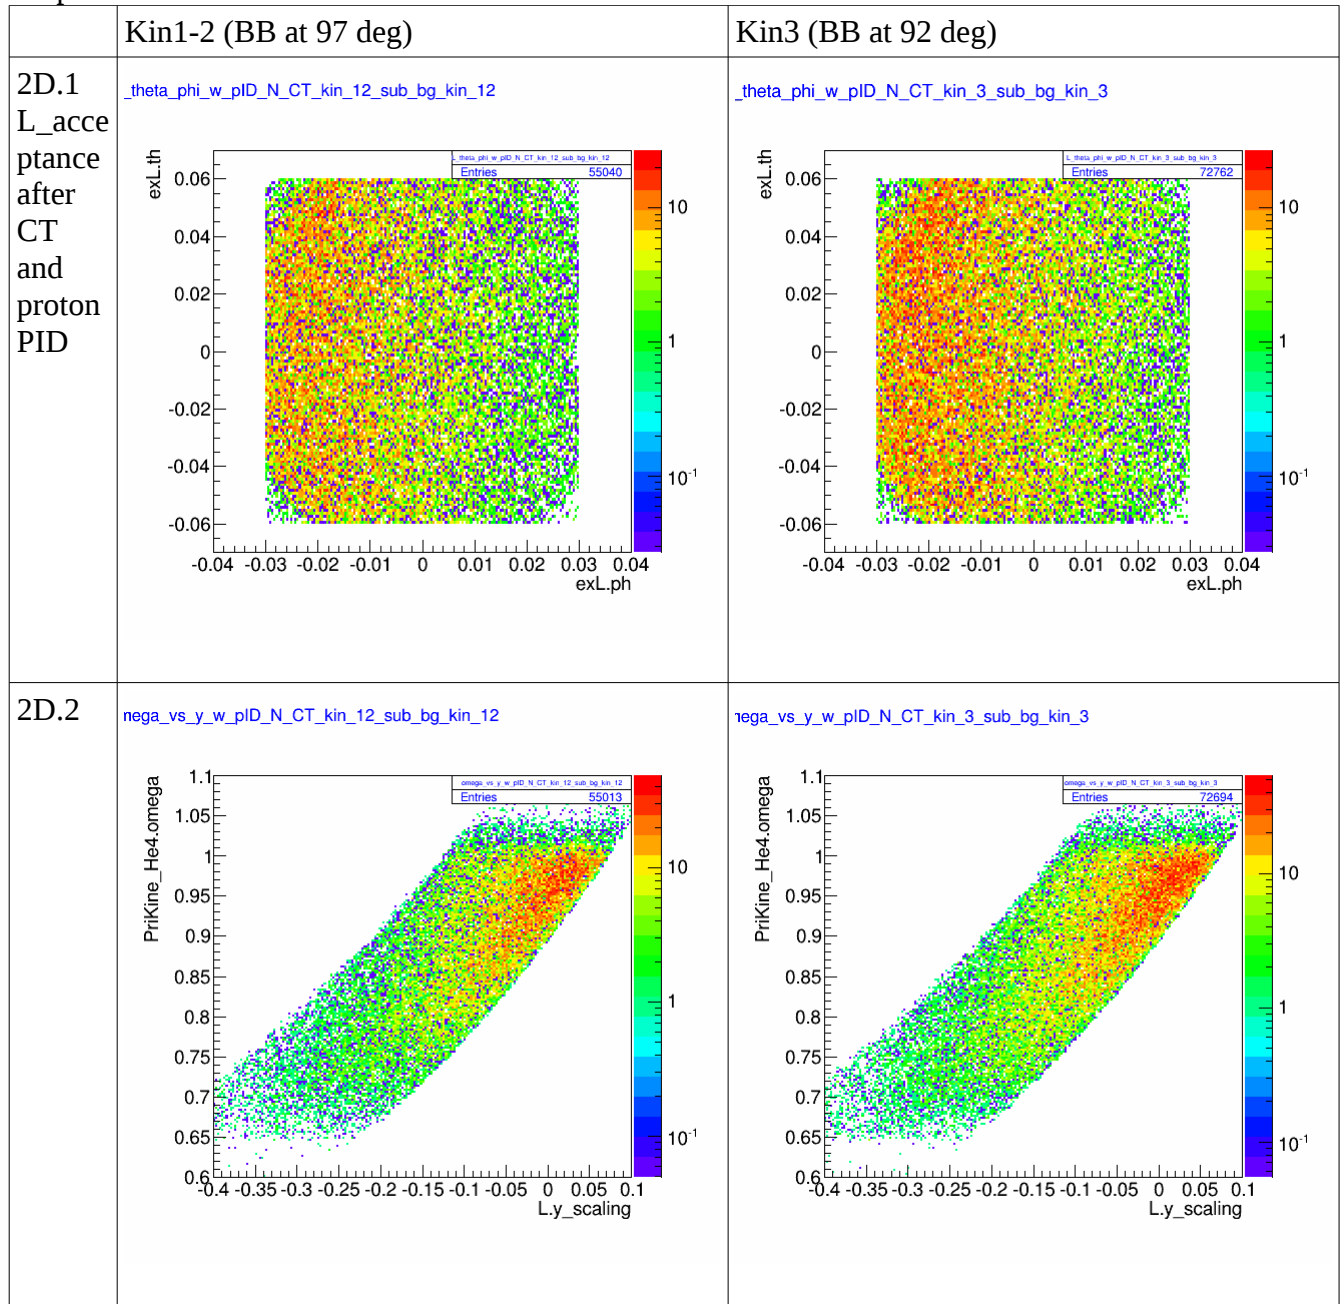 Kin1-2 (BB at 97 deg)
Kin3 (BB at 92 deg)
2D.1
L_acce
ptance
after
CT
and
proton
PID
_theta_phi_w_pID_N_CT_kin_12_sub_bg_kin_12
L_theta_phi_w_pID_N_CT_kin_12_sub_bg_kin_12
Entries 55040
exL.th
0.06
0.04
0.02
0
-0.02
-0.04
-0.06
-0.04 -0.03 -0.02 -0.01 0 0.01 0.02 0.03 0.04
exL.ph
10
1
10⁻¹
_theta_phi_w_pID_N_CT_kin_3_sub_bg_kin_3
L_theta_phi_w_pID_N_CT_kin_3_sub_bg_kin_3
Entries 72762
exL.th
0.06
0.04
0.02
0
-0.02
-0.04
-0.06
-0.04 -0.03 -0.02 -0.01 0 0.01 0.02 0.03 0.04
exL.ph
10
1
10⁻¹
2D.2
nega_vs_y_w_pID_N_CT_kin_12_sub_bg_kin_12
omega_vs_y_w_pID_N_CT_kin_12_sub_bg_kin_12
Entries 55013
PriKine_He4.omega
1.1
1.05
1
0.95
0.9
0.85
0.8
0.75
0.7
0.65
0.6
-0.4 -0.35 -0.3 -0.25 -0.2 -0.15 -0.1 -0.05 0 0.05 0.1
L.y_scaling
10
1
10⁻¹
nega_vs_y_w_pID_N_CT_kin_3_sub_bg_kin_3
omega_vs_y_w_pID_N_CT_kin_3_sub_bg_kin_3
Entries 72694
PriKine_He4.omega
1.1
1.05
1
0.95
0.9
0.85
0.8
0.75
0.7
0.65
0.6
-0.4 -0.35 -0.3 -0.25 -0.2 -0.15 -0.1 -0.05 0 0.05 0.1
L.y_scaling
10
1
10⁻¹